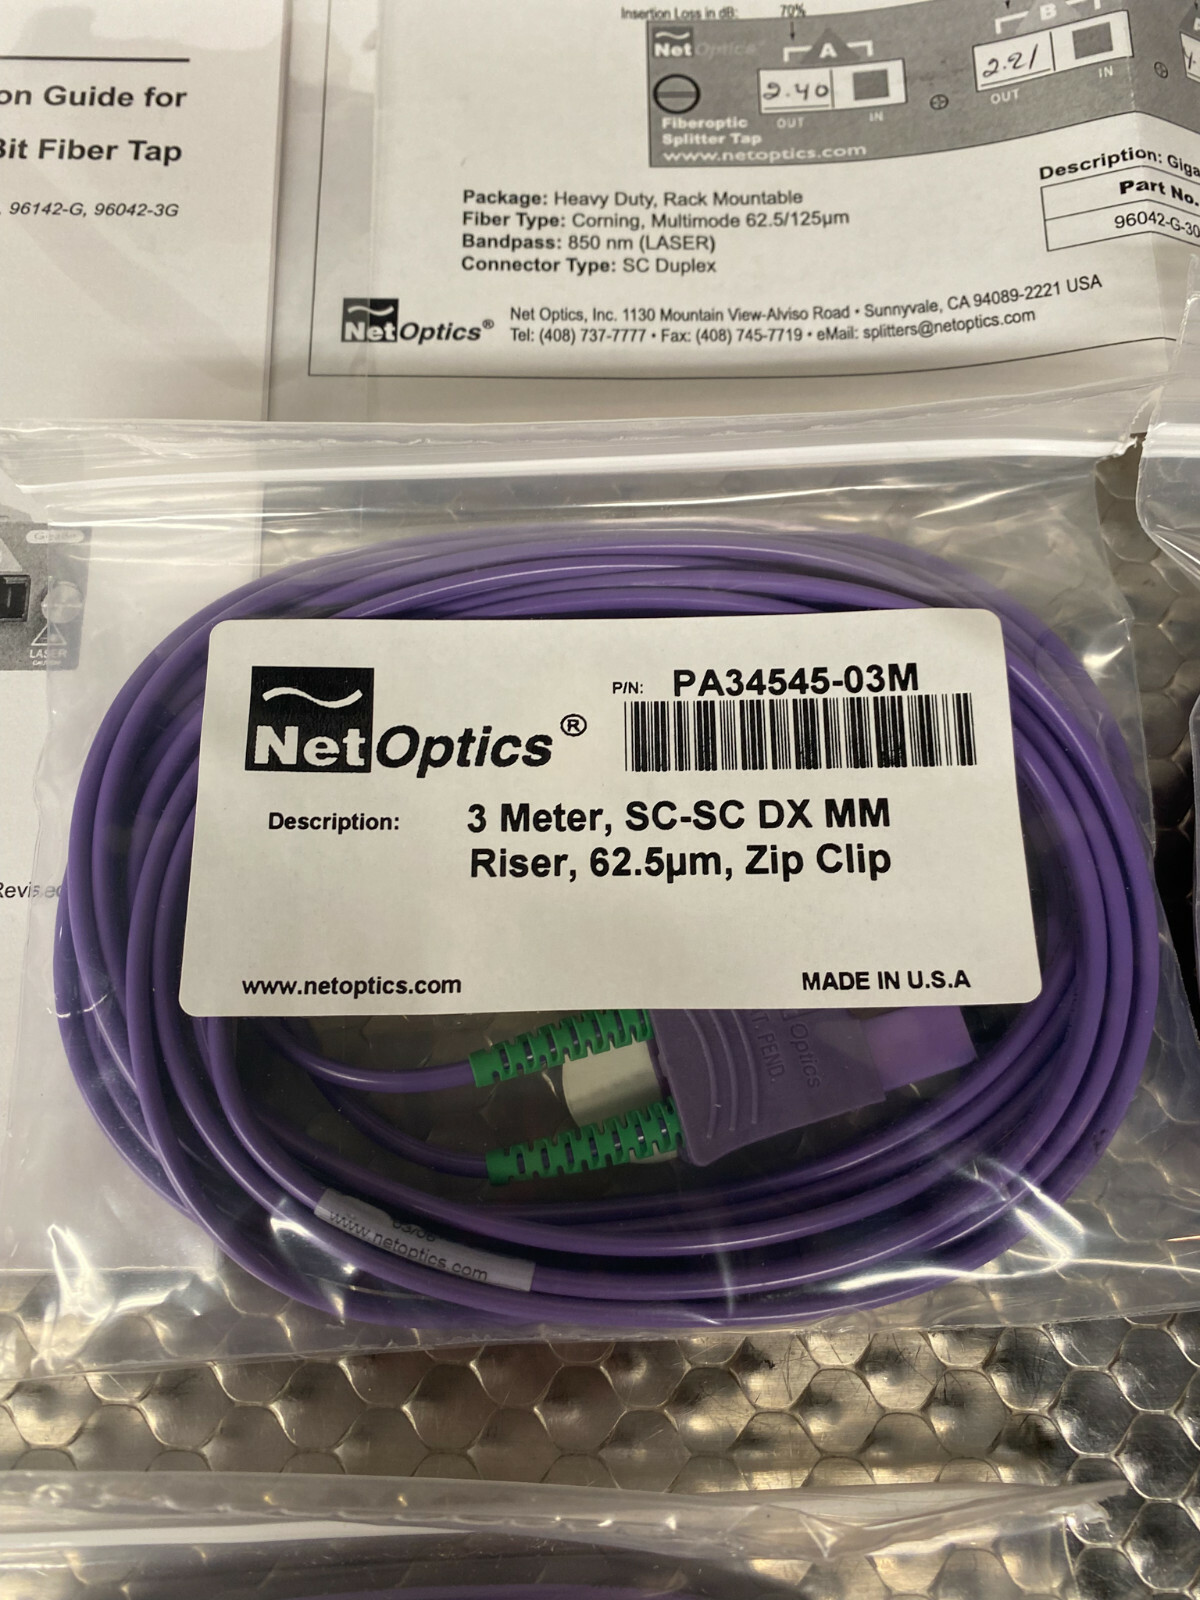 on Guide for
Bit Fiber Tap
, 96142-G, 96042-3G
Insertion Loss in dB: 70%
Net Optics
A
B
2.40
2.21
OUT
IN
OUT
IN
Fiberoptic
Splitter Tap
www.netoptics.com
Package: Heavy Duty, Rack Mountable
Fiber Type: Corning, Multimode 62.5/125µm
Bandpass: 850 nm (LASER)
Connector Type: SC Duplex
Description: Giga
Part No.
96042-G-30
NetOptics®
Net Optics, Inc. 1130 Mountain View-Alviso Road • Sunnyvale, CA 94089-2221 USA
Tel: (408) 737-7777 • Fax: (408) 745-7719 • eMail: splitters@netoptics.com
LASER
Revised
NetOptics®
P/N: PA34545-03M
Description: 3 Meter, SC-SC DX MM
Riser, 62.5µm, Zip Clip
www.netoptics.com
MADE IN U.S.A
Optics
T. PEND.
www.netoptics.com